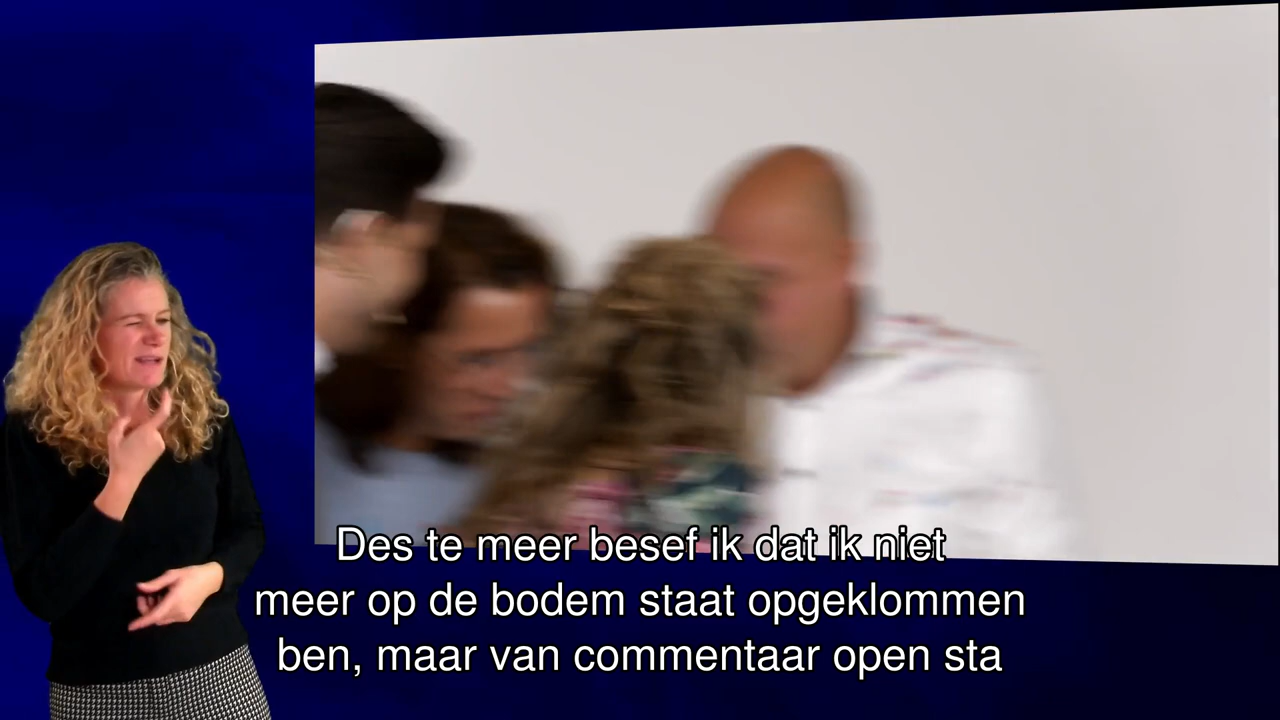 Des te meer besef ik dat ik niet
meer op de bodem staat opgeklommen
ben, maar van commentaar open sta